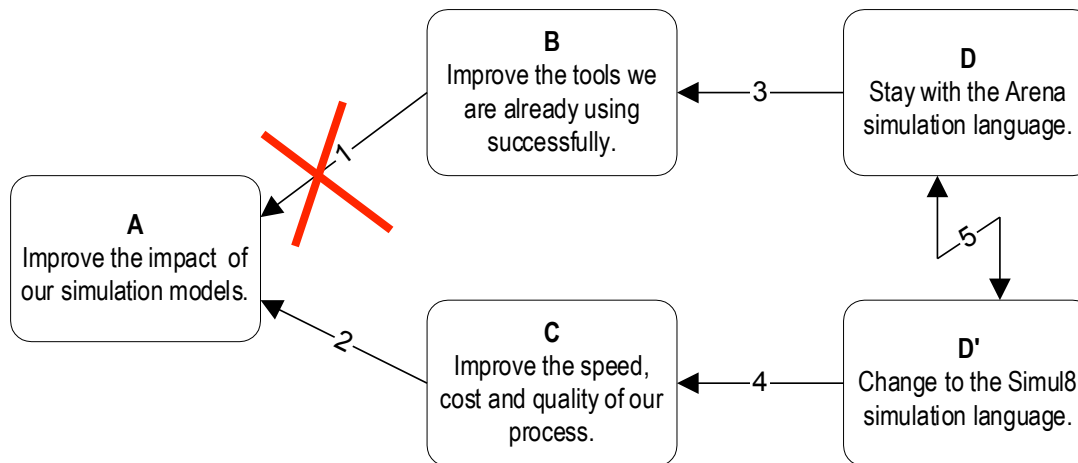 B
Improve the tools we
are already using
successfully.
D
Stay with the Arena
simulation language.
3
1
A
Improve the impact of
our simulation models.
5
2
C
Improve the speed,
cost and quality of our
process.
4
D'
Change to the Simul8
simulation language.